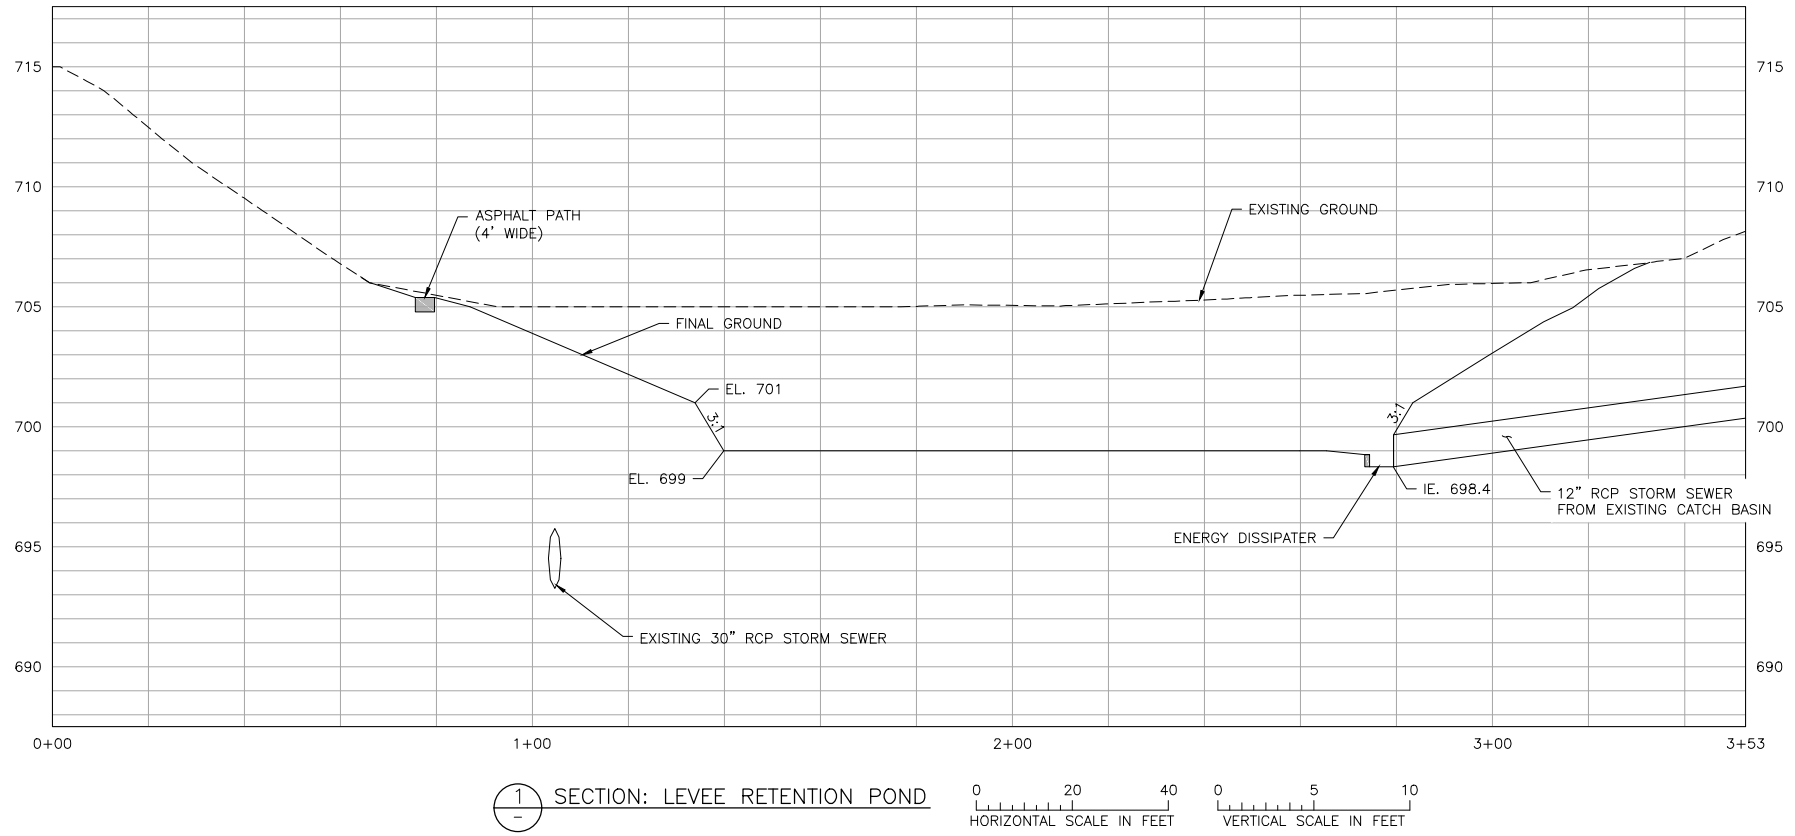 715
715
710
710
ASPHALT PATH
(4' WIDE)
EXISTING GROUND
705
705
FINAL GROUND
EL. 701
3:1
3:1
700
700
EL. 699
IE. 698.4
12" RCP STORM SEWER
FROM EXISTING CATCH BASIN
ENERGY DISSIPATER
695
695
EXISTING 30" RCP STORM SEWER
690
690
0+00
1+00
2+00
3+00
3+53
1
-
SECTION: LEVEE RETENTION POND
0 20 40
HORIZONTAL SCALE IN FEET
0 5 10
VERTICAL SCALE IN FEET